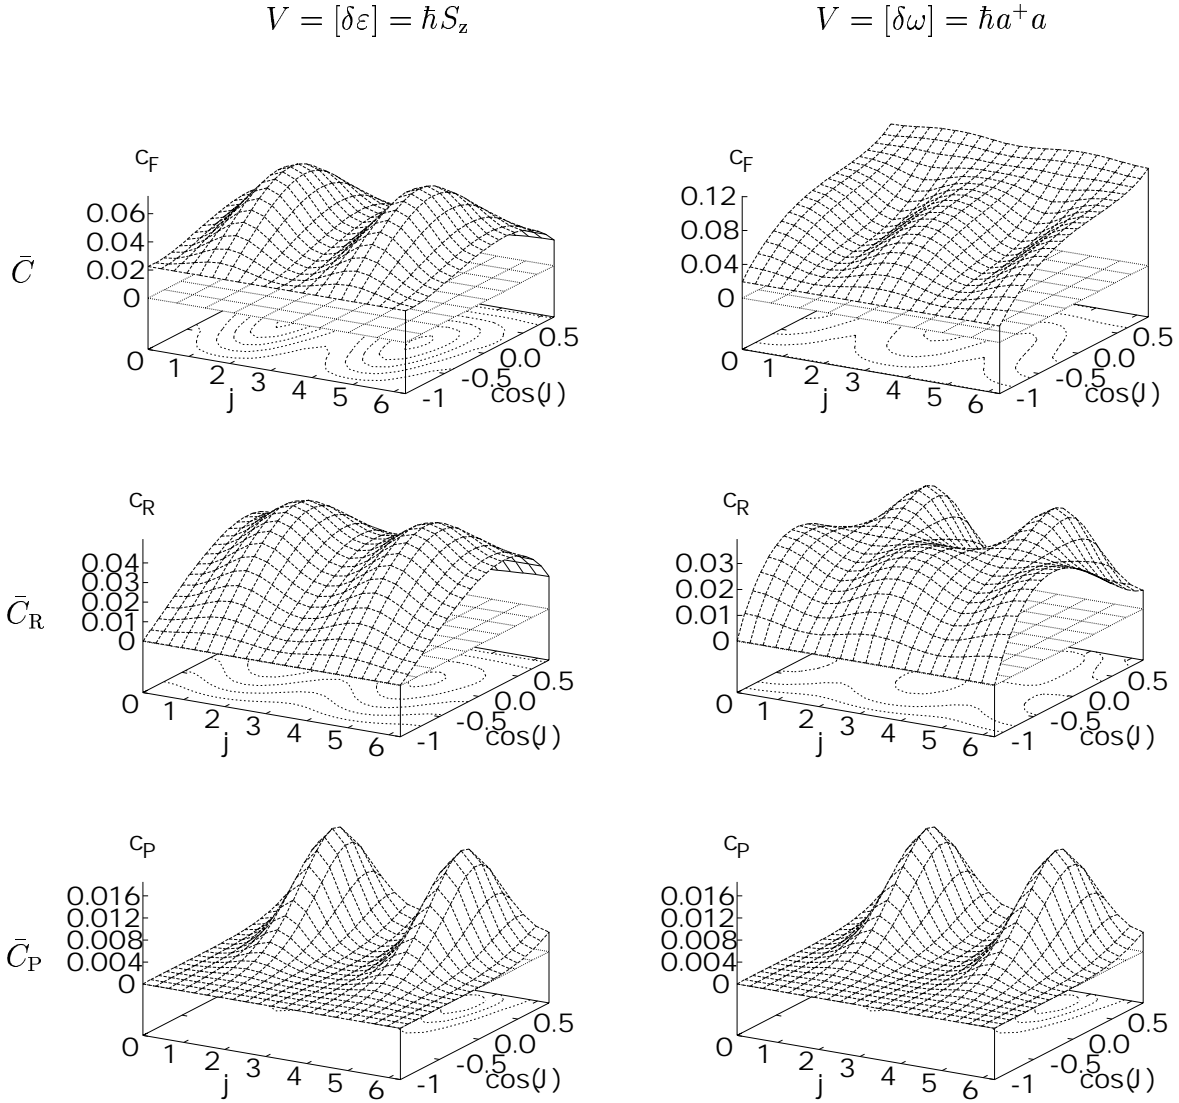 V = [δε] = ħS_z V = [δω] = ħa⁺a
c_F c_F
0.06 0.12
0.04 0.08
C̄ 0.02 0.04
0 0
0 1 2 3 4 5 6 -1 -0.5 0.0 0.5 0 1 2 3 4 5 6 -1 -0.5 0.0 0.5
j cos(J) j cos(J)
c_R c_R
0.04 0.03
0.03 0.02
0.02 0.01
C̄_R 0.01
0 0
0 1 2 3 4 5 6 -1 -0.5 0.0 0.5 0 1 2 3 4 5 6 -1 -0.5 0.0 0.5
j cos(J) j cos(J)
c_P c_P
0.016 0.016
0.012 0.012
0.008 0.008
C̄_P 0.004 0.004
0 0
0 1 2 3 4 5 6 -1 -0.5 0.0 0.5 0 1 2 3 4 5 6 -1 -0.5 0.0 0.5
j cos(J) j cos(J)